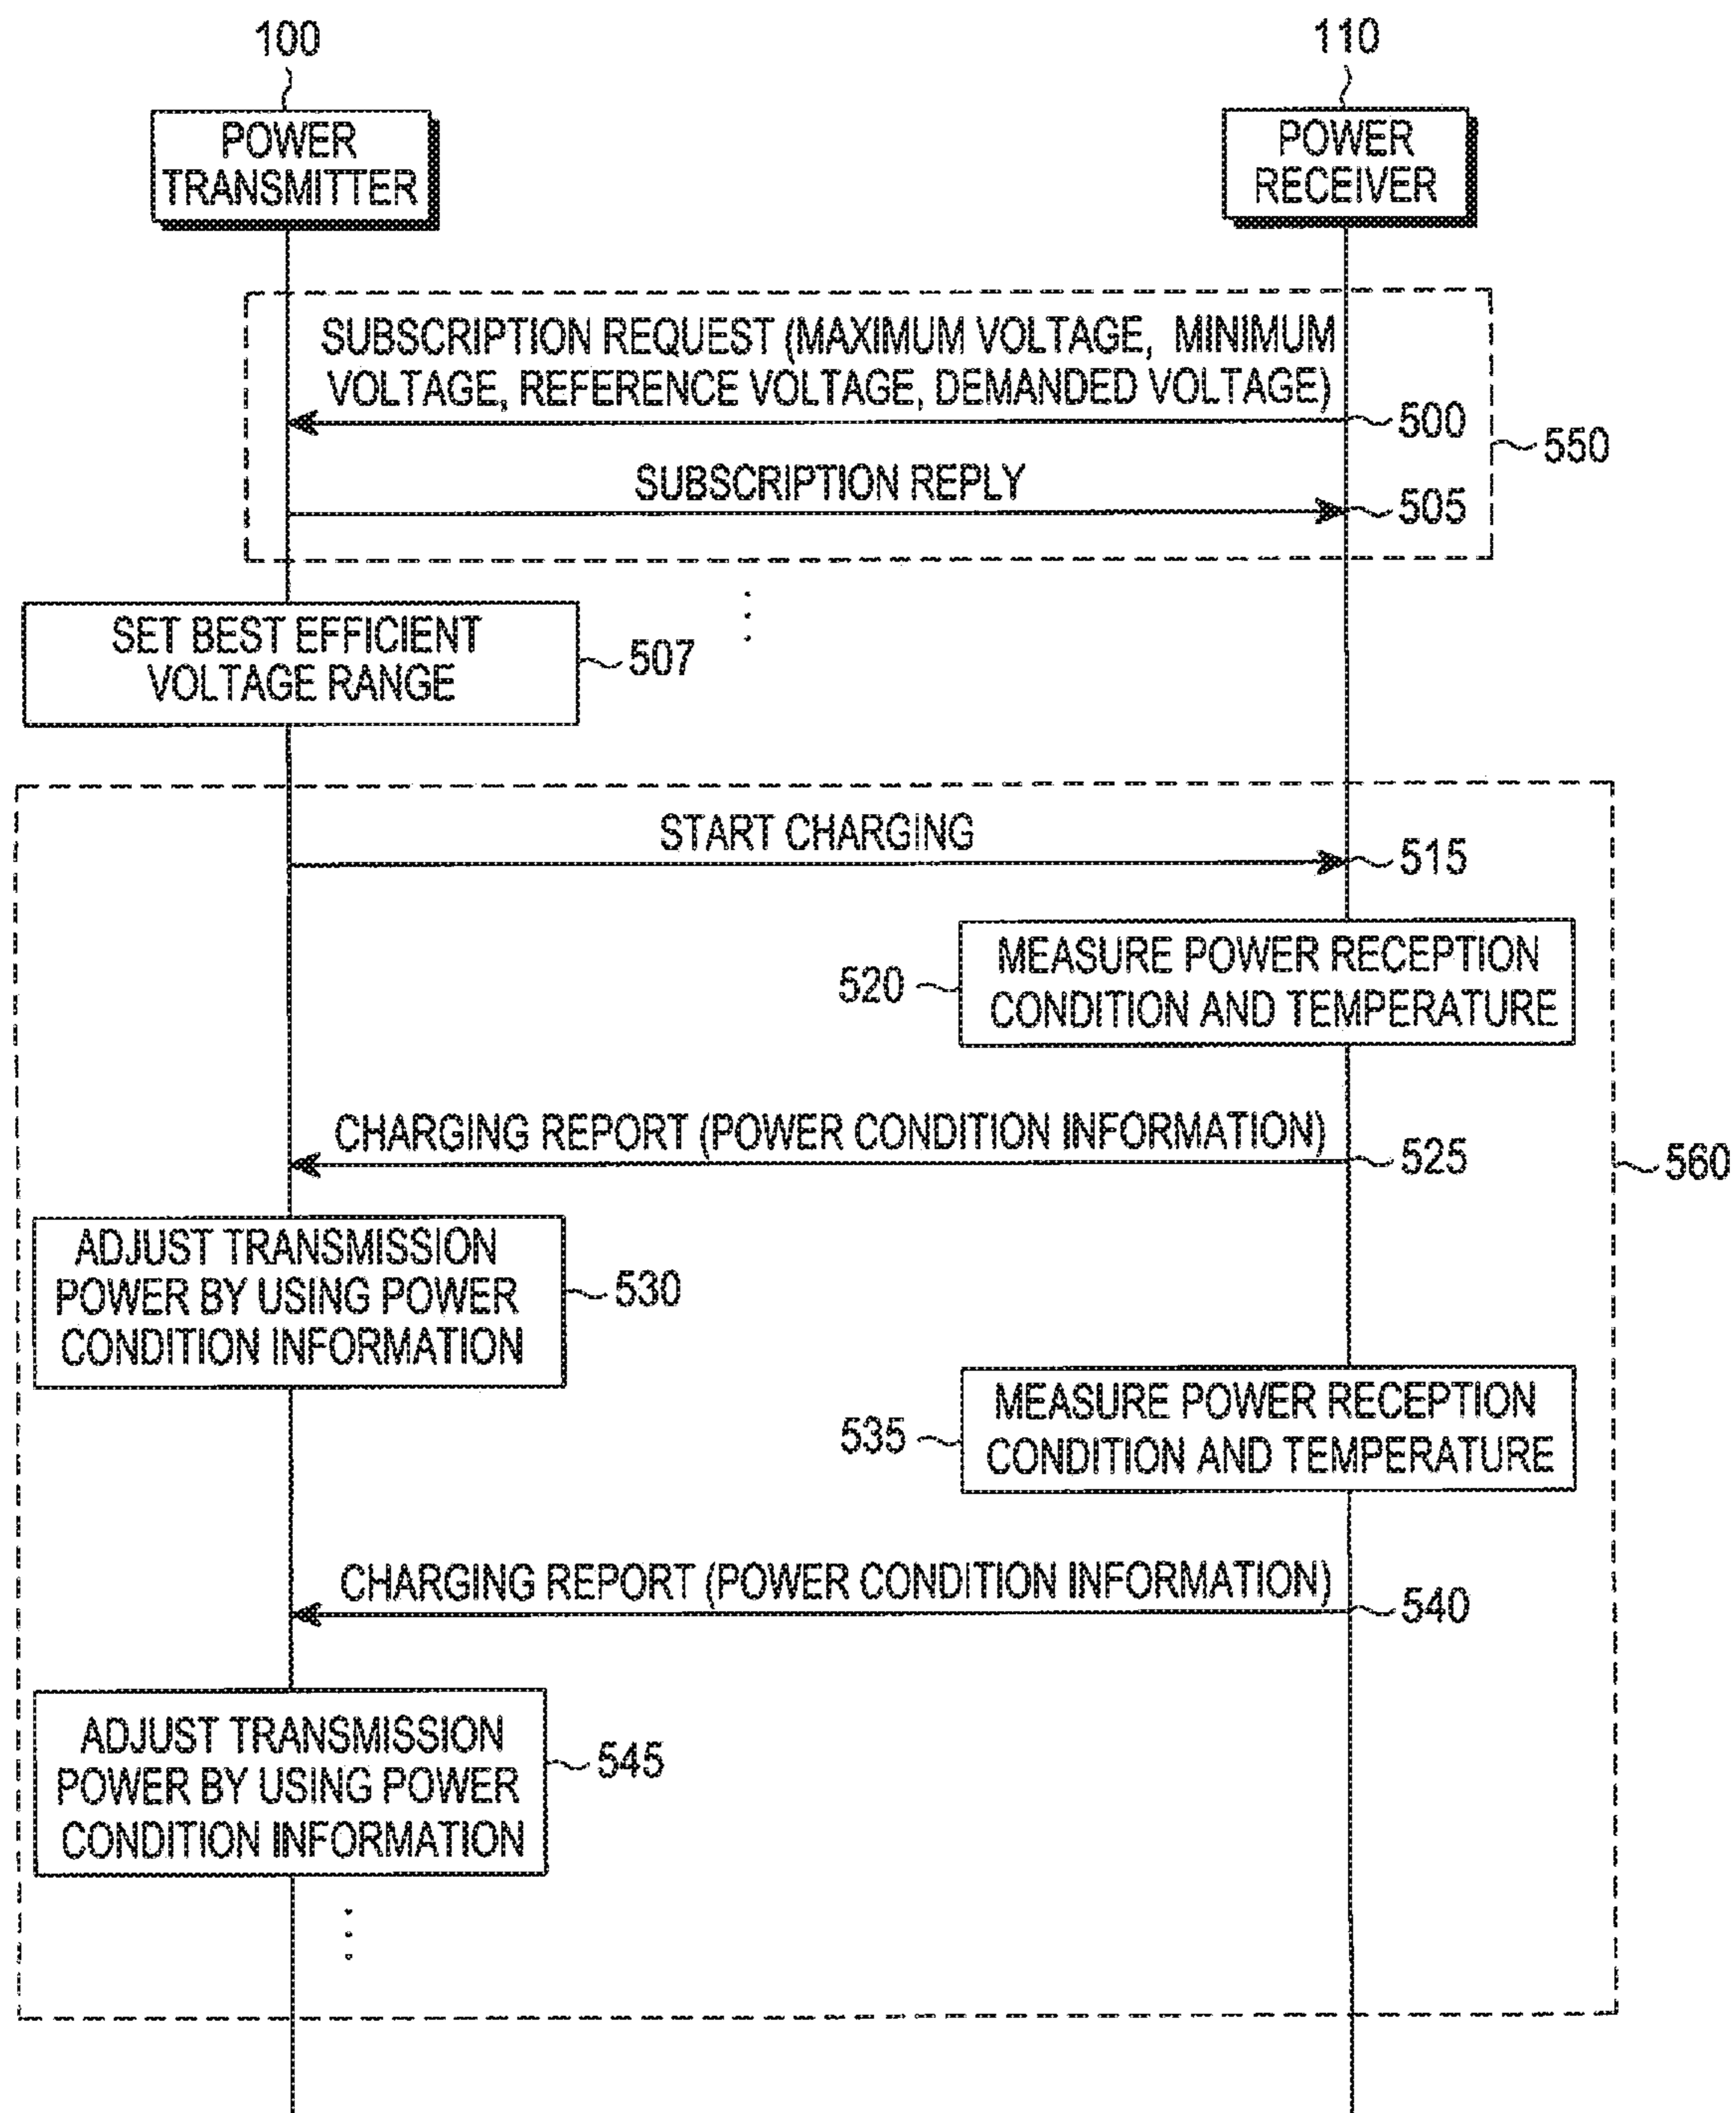 100
110
POWER
TRANSMITTER
POWER
RECEIVER
SUBSCRIPTION REQUEST (MAXIMUM VOLTAGE, MINIMUM
VOLTAGE, REFERENCE VOLTAGE, DEMANDED VOLTAGE)
500
550
SUBSCRIPTION REPLY
505
SET BEST EFFICIENT
VOLTAGE RANGE
507
START CHARGING
515
MEASURE POWER RECEPTION
CONDITION AND TEMPERATURE
520
CHARGING REPORT (POWER CONDITION INFORMATION)
525
560
ADJUST TRANSMISSION
POWER BY USING POWER
CONDITION INFORMATION
530
MEASURE POWER RECEPTION
CONDITION AND TEMPERATURE
535
CHARGING REPORT (POWER CONDITION INFORMATION)
540
ADJUST TRANSMISSION
POWER BY USING POWER
CONDITION INFORMATION
545